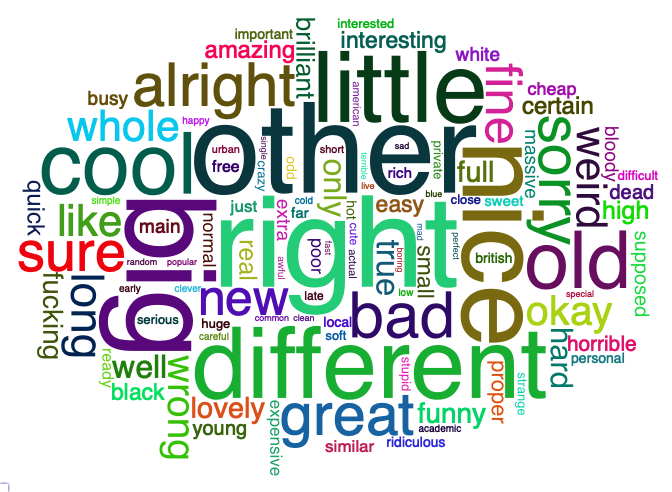 important
interested
brilliant
amazing
interesting
white
little
alright
american
fine
cheap
certain
busy
happy
whole
other
cool
urban
free
single
crazy
odd
short
terrible
live
sad
rich
private
blue
full
massive
sorry
weird
bloody
difficult
dead
high
nice
close
sweet
quick
simple
like
sure
big
main
normal
random
popular
just
extra
far
cold
only
hot
cute
easy
right
real
awful
poor
fast
actual
true
boring
mad
small
perfect
british
old
supposed
special
fucking
long
early
clever
serious
new
late
low
common
clean
huge
careful
local
soft
bad
okay
hard
horrible
personal
ready
well
black
wrong
different
stupid
proper
strange
lovely
young
expensive
great
funny
academic
similar
ridiculous